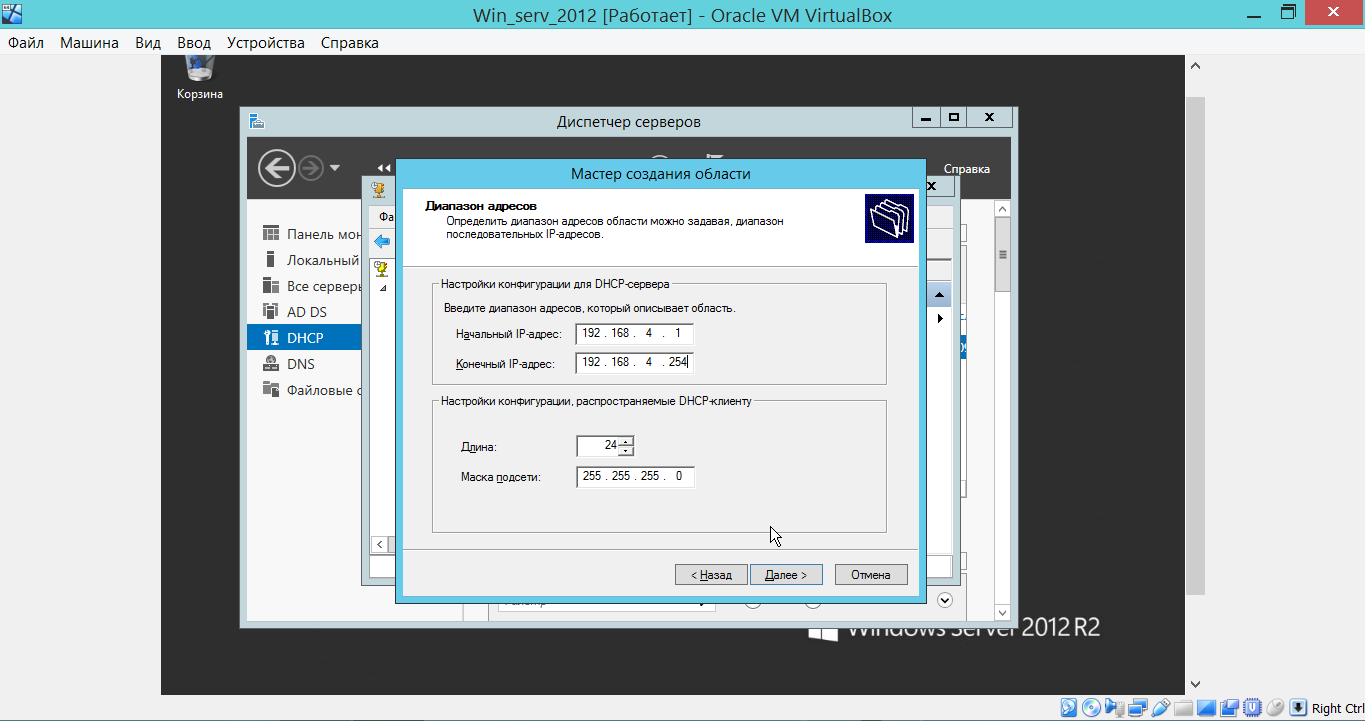 Win_serv_2012 [Работает] - Oracle VM VirtualBox
Файл Машина Вид Ввод Устройства Справка
Корзина
Диспетчер серверов
Справка
Мастер создания области
Диапазон адресов
Определить диапазон адресов области можно задавая, диапазон
последовательных IP-адресов.
Фа
Панель мон
Локальный
Все серверы
AD DS
DHCP
DNS
Файловые с
Настройки конфигурации для DHCP-сервера
Введите диапазон адресов, который описывает область.
Начальный IP-адрес: 192 . 168 . 4 . 1
Конечный IP-адрес: 192 . 168 . 4 . 254
Настройки конфигурации, распространяемые DHCP-клиенту
Длина: 24
Маска подсети: 255 . 255 . 255 . 0
< Назад Далее > Отмена
Windows Server 2012 R2
Right Ctrl